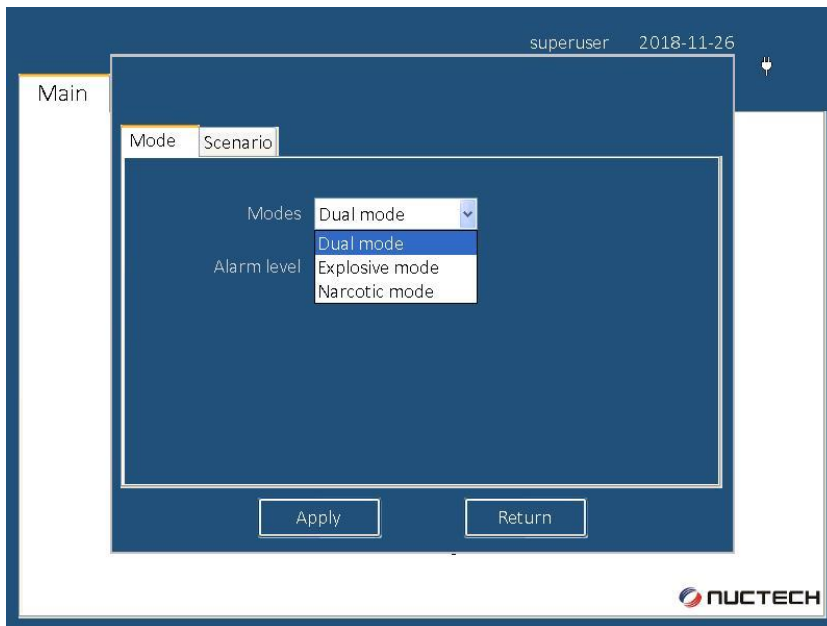 superuser 2018-11-26
Main
Mode Scenario
Modes Dual mode
Dual mode
Alarm level Explosive mode
Narcotic mode
Apply Return
NUCTECH